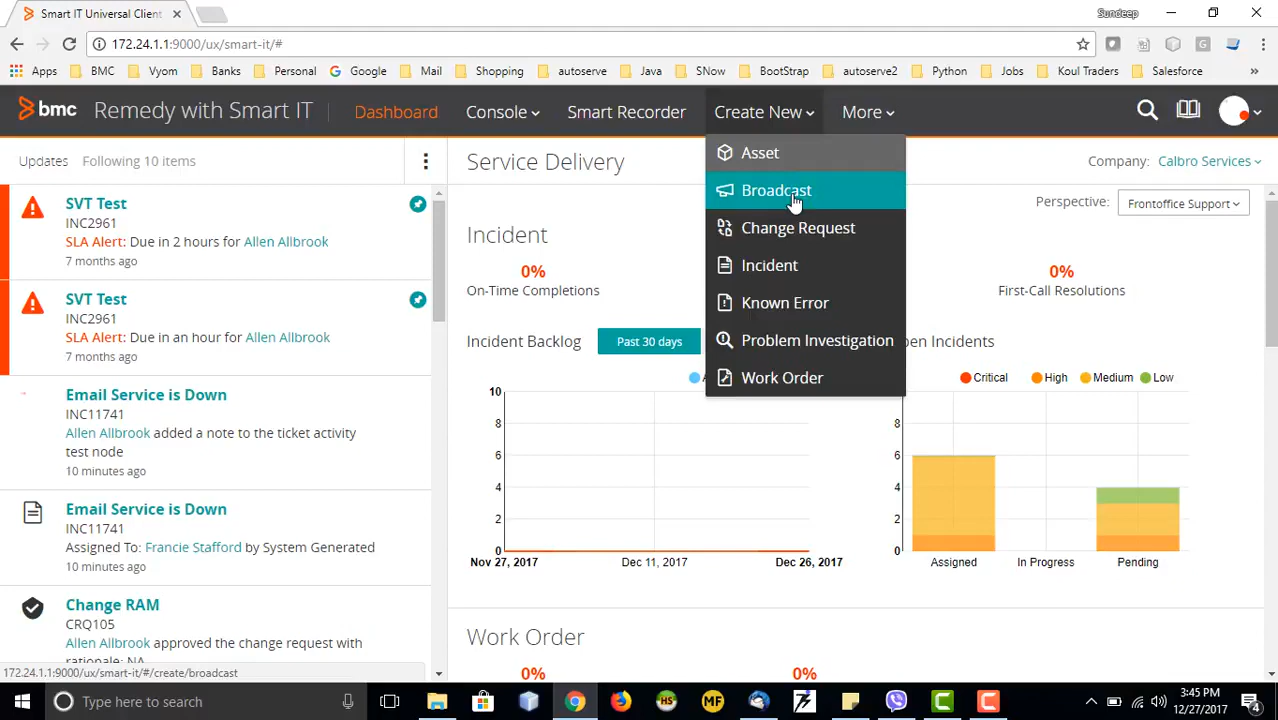 Smart IT Universal Client
Sundeep
172.24.1.1:9000/ux/smart-it/#
Apps
BMC
Vyom
Banks
Personal
Google
Mail
Shopping
autoserve
Java
SNow
BootStrap
autoserve2
Python
Jobs
Koul Traders
Salesforce
»
bmc
Remedy with Smart IT
Dashboard
Console
Smart Recorder
Create New
More
Updates
Following 10 items
Service Delivery
Company: Calbro Services
Perspective:
Frontoffice Support
Asset
Broadcast
Change Request
Incident
Known Error
Problem Investigation
Work Order
SVT Test
INC2961
SLA Alert: Due in 2 hours for Allen Allbrook
7 months ago
SVT Test
INC2961
SLA Alert: Due in an hour for Allen Allbrook
7 months ago
Email Service is Down
INC11741
Allen Allbrook added a note to the ticket activity
test node
10 minutes ago
Email Service is Down
INC11741
Assigned To: Francie Stafford by System Generated
10 minutes ago
Change RAM
CRQ105
Allen Allbrook approved the change request with
rationale: NA
172.24.1.1:9000/ux/smart-it/#/create/broadcast
Incident
0%
On-Time Completions
0%
First-Call Resolutions
Incident Backlog
Past 30 days
pen Incidents
Critical
High
Medium
Low
10
8
6
4
2
0
Nov 27, 2017
Dec 11, 2017
Dec 26, 2017
8
6
4
2
0
Assigned
In Progress
Pending
Work Order
0%
0%
Type here to search
HS
MF
3:45 PM
12/27/2017
4